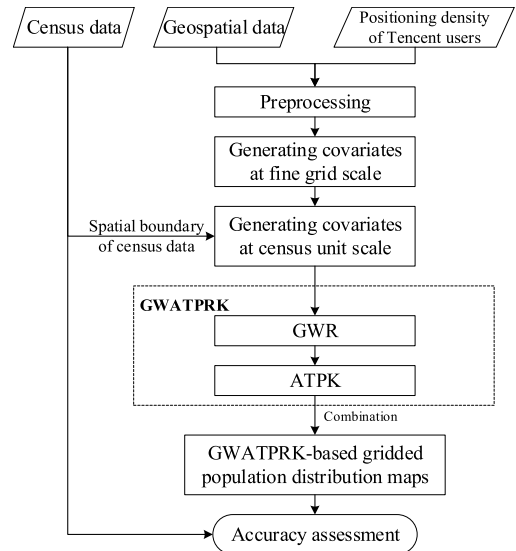 Census data
Geospatial data
Positioning density
of Tencent users
Preprocessing
Generating covariates
at fine grid scale
Spatial boundary
of census data
Generating covariates
at census unit scale
GWATPRK
GWR
ATPK
Combination
GWATPRK-based gridded
population distribution maps
Accuracy assessment